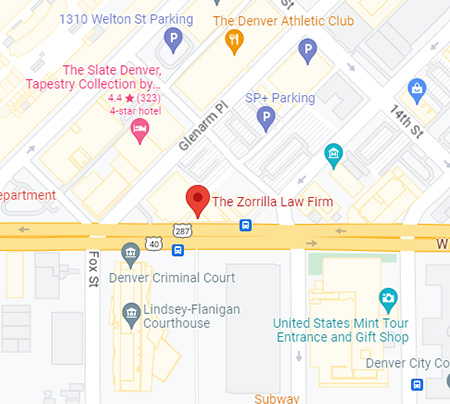 1310 Welton St Parking
The Denver Athletic Club
P
P
The Slate Denver,
Tapestry Collection by...
4.4 ★ (323)
4-star hotel
SP+ Parking
P
Glenarm Pl
14th St
The Zorrilla Law Firm
epartment
287
40
W
Fox St
Denver Criminal Court
Lindsey-Flanigan
Courthouse
United States Mint Tour
Entrance and Gift Shop
Denver City Co
Subway